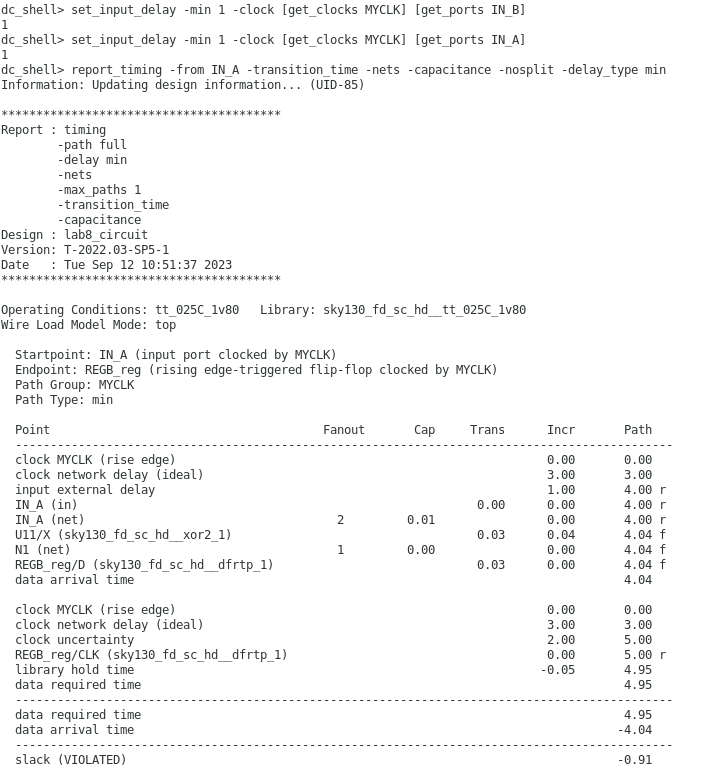 dc_shell> set_input_delay -min 1 -clock [get_clocks MYCLK] [get_ports IN_B]
1
dc_shell> set_input_delay -min 1 -clock [get_clocks MYCLK] [get_ports IN_A]
1
dc_shell> report_timing -from IN_A -transition_time -nets -capacitance -nosplit -delay_type min
Information: Updating design information... (UID-85)

****************************************
Report : timing
        -path full
        -delay min
        -nets
        -max_paths 1
        -transition_time
        -capacitance
Design : lab8_circuit
Version: T-2022.03-SP5-1
Date   : Tue Sep 12 10:51:37 2023
****************************************

Operating Conditions: tt_025C_1v80   Library: sky130_fd_sc_hd__tt_025C_1v80
Wire Load Model Mode: top

  Startpoint: IN_A (input port clocked by MYCLK)
  Endpoint: REGB_reg (rising edge-triggered flip-flop clocked by MYCLK)
  Path Group: MYCLK
  Path Type: min

  Point                                       Fanout       Cap     Trans      Incr       Path
  ----------------------------------------------------------------------------------------------
  clock MYCLK (rise edge)                                                     0.00       0.00
  clock network delay (ideal)                                                 3.00       3.00
  input external delay                                                        1.00       4.00 r
  IN_A (in)                                                         0.00      0.00       4.00 r
  IN_A (net)                                    2         0.01                0.00       4.00 r
  U11/X (sky130_fd_sc_hd__xor2_1)                                   0.03      0.04       4.04 f
  N1 (net)                                      1         0.00                0.00       4.04 f
  REGB_reg/D (sky130_fd_sc_hd__dfrtp_1)                             0.03      0.00       4.04 f
  data arrival time                                                                      4.04

  clock MYCLK (rise edge)                                                     0.00       0.00
  clock network delay (ideal)                                                 3.00       3.00
  clock uncertainty                                                           2.00       5.00
  REGB_reg/CLK (sky130_fd_sc_hd__dfrtp_1)                                     0.00       5.00 r
  library hold time                                                          -0.05       4.95
  data required time                                                                     4.95
  ----------------------------------------------------------------------------------------------
  data required time                                                                     4.95
  data arrival time                                                                     -4.04
  ----------------------------------------------------------------------------------------------
  slack (VIOLATED)                                                                      -0.91